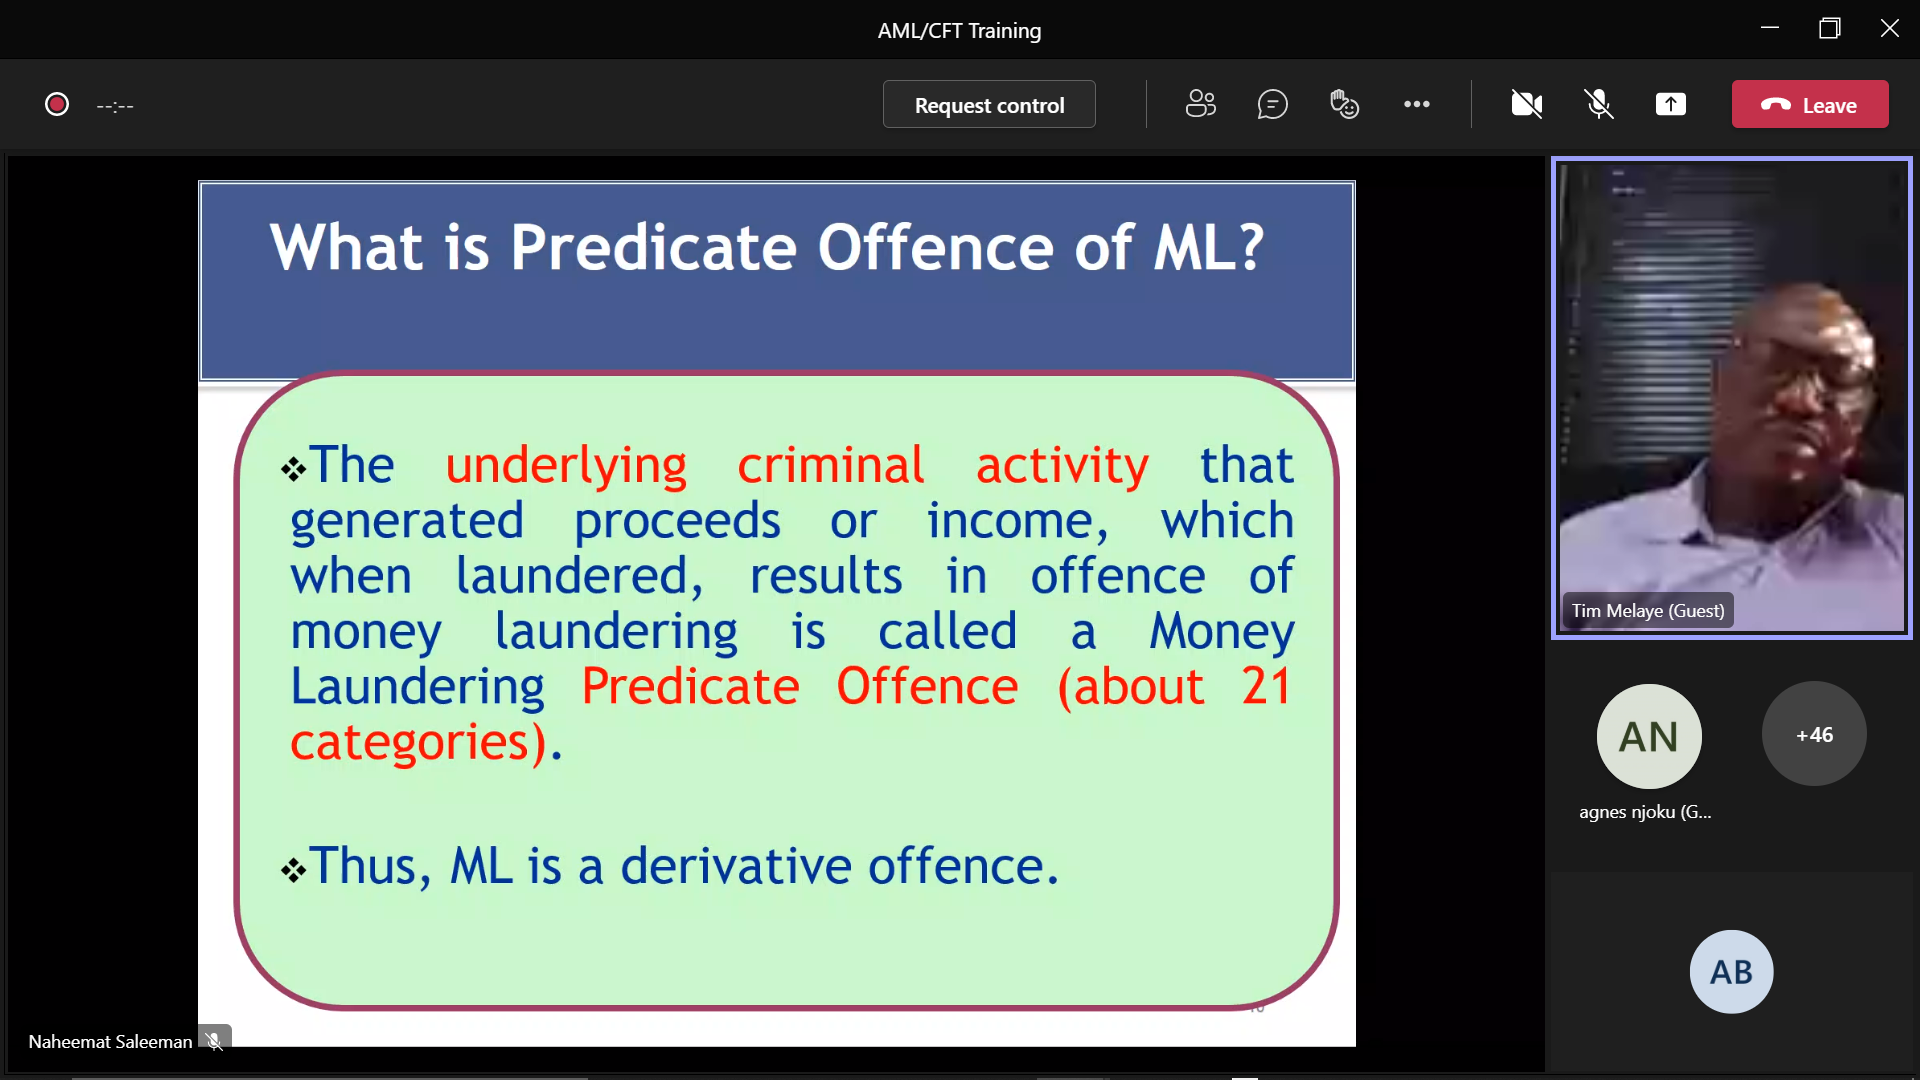 AML/CFT Training
--:--
Request control
Leave
What is Predicate Offence of ML?
❖The underlying criminal activity that
generated proceeds or income, which
when laundered, results in offence of
money laundering is called a Money
Laundering Predicate Offence (about 21
categories).
❖Thus, ML is a derivative offence.
Naheemat Saleeman
Tim Melaye (Guest)
AN
+46
agnes njoku (G...
AB